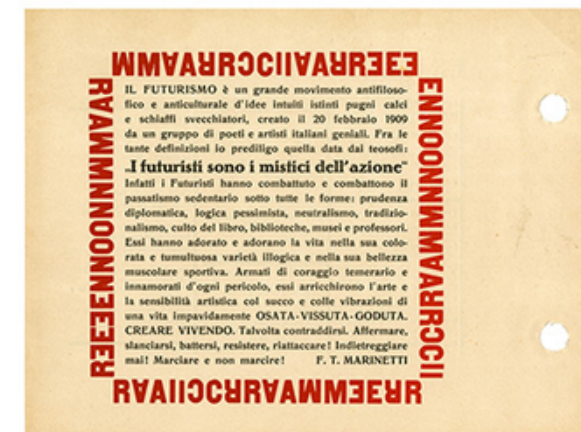 MMAARRCCIIAARREE
IL FUTURISMO è un grande movimento antifiloso-
fico e anticulturale d'idee intuiti istinti pugni calci
e schiaffi svecchiatori, creato il 20 febbraio 1909
da un gruppo di poeti e artisti italiani geniali. Fra le
tante definizioni io prediligo quella data dai teosofi:
„I futuristi sono i mistici dell'azione"
Infatti i Futuristi hanno combattuto e combattono il
passatismo sedentario sotto tutte le forme: prudenza
diplomatica, logica pessimista, neutralismo, tradizio-
nalismo, culto del libro, biblioteche, musei e professori.
Essi hanno adorato e adorano la vita nella sua colo-
rata e tumultuosa varietà illogica e nella sua bellezza
muscolare sportiva. Armati di coraggio temerario e
innamorati d'ogni pericolo, essi arricchirono l'arte e
la sensibilità artistica col succo e colle vibrazioni di
una vita impavidamente OSATA-VISSUTA-GODUTA.
CREARE VIVENDO. Talvolta contraddirsi. Affermare,
slanciarsi, battersi, resistere, riattaccare! Indietreggiare
mai! Marciare e non marcire! F. T. MARINETTI
ENNOONNMMAARRCCII